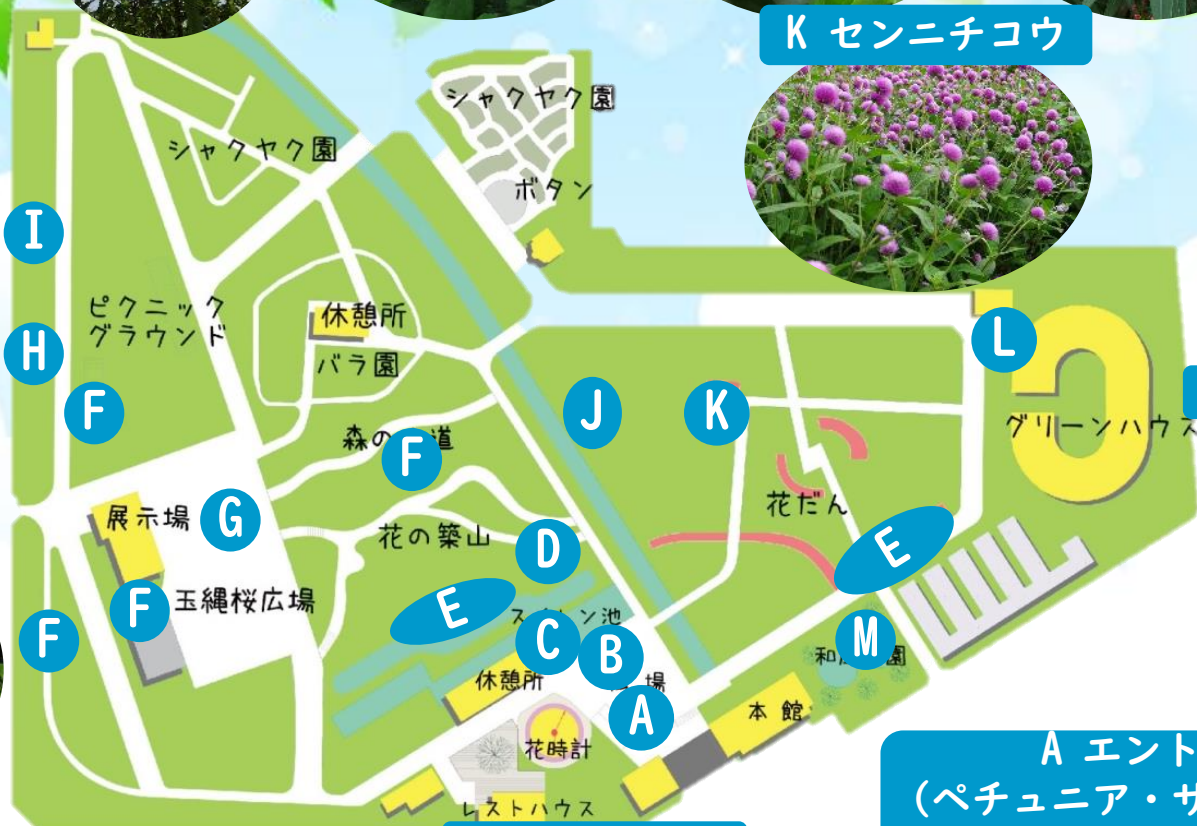 K センニチコウ
シャクヤク園
シャクヤク園
ボタン
I
ピクニック
グラウンド
休憩所
バラ園
H
F
L
J
K
グリーンハウス
森の
道
F
花だん
展示場
G
花の築山
D
E
E
F
F
玉縄桜広場
ス
ン池
C
B
M
和
園
休憩所
場
A
本館
花時計
レストハウス
A エント
(ペチュニア・サ